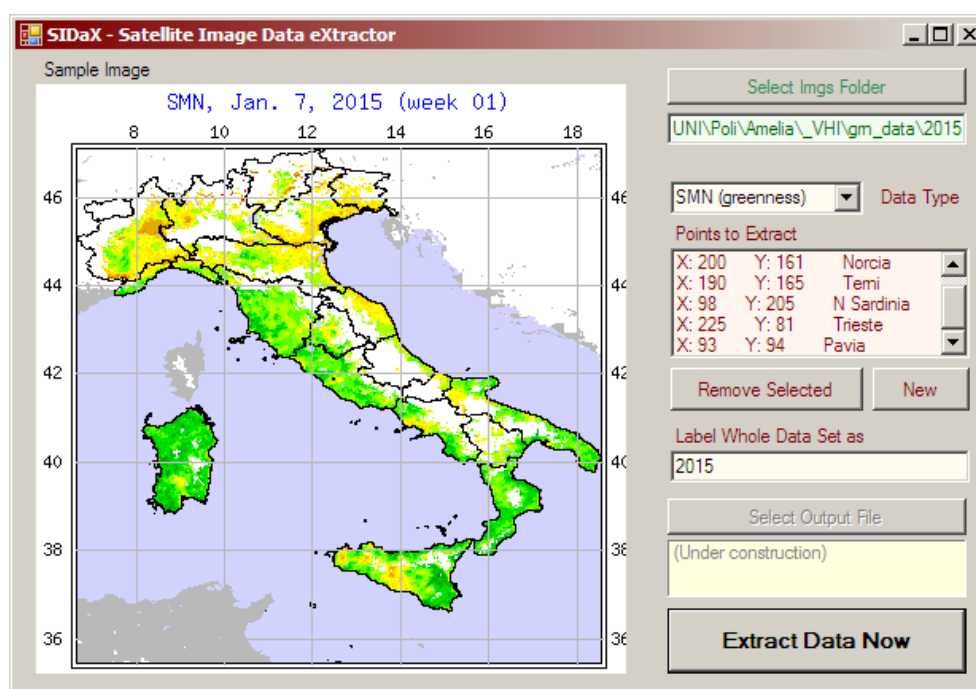 SIDaX - Satellite Image Data eXtractor
Sample Image
SMN, Jan. 7, 2015 (week 01)
8 10 12 14 16 18
46 46
44 44
42 42
40 40
38 38
36 36
Select Imgs Folder
UNI\Poli\Amelia\_VHI\gm_data\2015
SMN (greenness) Data Type
Points to Extract
X: 200 Y: 161 Norcia
X: 190 Y: 165 Terni
X: 98 Y: 205 N Sardinia
X: 225 Y: 81 Trieste
X: 93 Y: 94 Pavia
Remove Selected New
Label Whole Data Set as
2015
Select Output File
(Under construction)
Extract Data Now